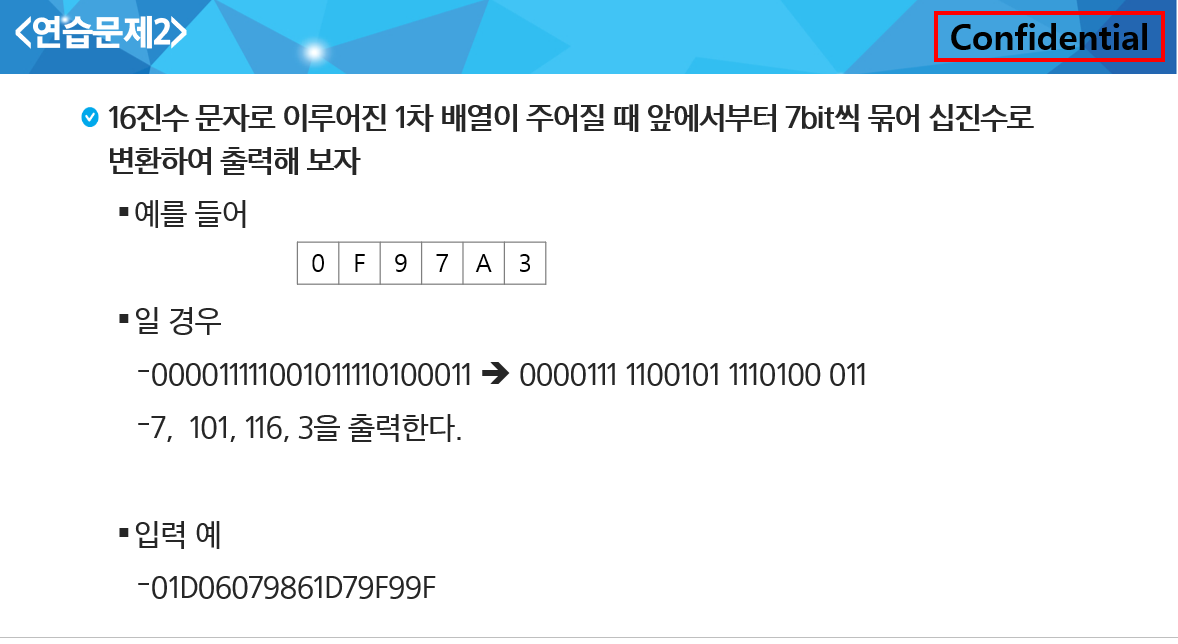 <연습문제2>
Confidential
16진수 문자로 이루어진 1차 배열이 주어질 때 앞에서부터 7bit씩 묶어 십진수로
변환하여 출력해 보자
▪예를 들어
0 F 9 7 A 3
▪일 경우
-000011111001011110100011 ➔ 0000111 1100101 1110100 011
-7,  101, 116, 3을 출력한다.
▪입력 예
-01D06079861D79F99F